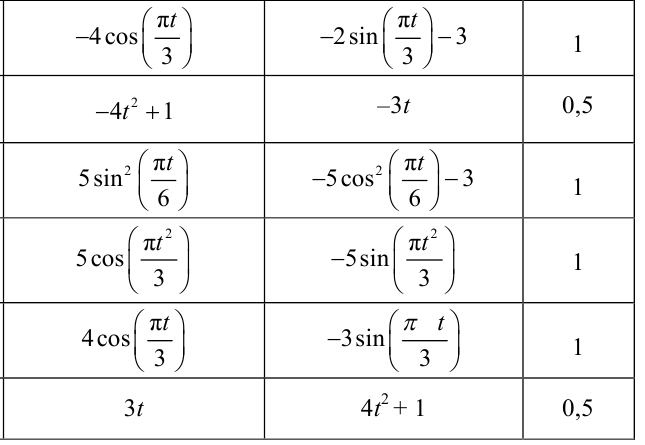 −4 cos(πt/3) −2 sin(πt/3) − 3 1
−4t² + 1 −3t 0,5
5 sin²(πt/6) −5 cos²(πt/6) − 3 1
5 cos(πt²/3) −5 sin(πt²/3) 1
4 cos(πt/3) −3 sin(π t/3) 1
3t 4t² + 1 0,5